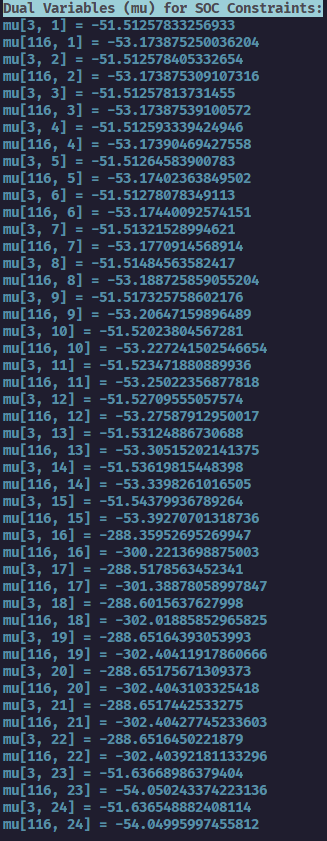 Dual Variables (mu) for SOC Constraints:
mu[3, 1] = -51.51257833256933
mu[116, 1] = -53.173875250036204
mu[3, 2] = -51.512578405332654
mu[116, 2] = -53.173875309107316
mu[3, 3] = -51.51257813731455
mu[116, 3] = -53.17387539100572
mu[3, 4] = -51.512593339424946
mu[116, 4] = -53.17390469427558
mu[3, 5] = -51.51264583900783
mu[116, 5] = -53.17402363849502
mu[3, 6] = -51.51278078349113
mu[116, 6] = -53.17440092574151
mu[3, 7] = -51.51321528994621
mu[116, 7] = -53.1770914568914
mu[3, 8] = -51.51484563582417
mu[116, 8] = -53.188725859055204
mu[3, 9] = -51.517325758602176
mu[116, 9] = -53.20647159896489
mu[3, 10] = -51.52023804567281
mu[116, 10] = -53.227241502546654
mu[3, 11] = -51.523471880889936
mu[116, 11] = -53.25022356877818
mu[3, 12] = -51.52709555057574
mu[116, 12] = -53.27587912950017
mu[3, 13] = -51.53124886730688
mu[116, 13] = -53.30515202141375
mu[3, 14] = -51.53619815448398
mu[116, 14] = -53.3398261016505
mu[3, 15] = -51.54379936789264
mu[116, 15] = -53.39270701318736
mu[3, 16] = -288.35952695269947
mu[116, 16] = -300.2213698875003
mu[3, 17] = -288.5178563452341
mu[116, 17] = -301.38878058997847
mu[3, 18] = -288.6015637627998
mu[116, 18] = -302.01885852965825
mu[3, 19] = -288.65164393053993
mu[116, 19] = -302.40411917860666
mu[3, 20] = -288.65175671309373
mu[116, 20] = -302.4043103325418
mu[3, 21] = -288.6517442533275
mu[116, 21] = -302.40427745233603
mu[3, 22] = -288.6516450221879
mu[116, 22] = -302.40392181133296
mu[3, 23] = -51.63668986379404
mu[116, 23] = -54.050243374223136
mu[3, 24] = -51.636548882408114
mu[116, 24] = -54.04995997455812